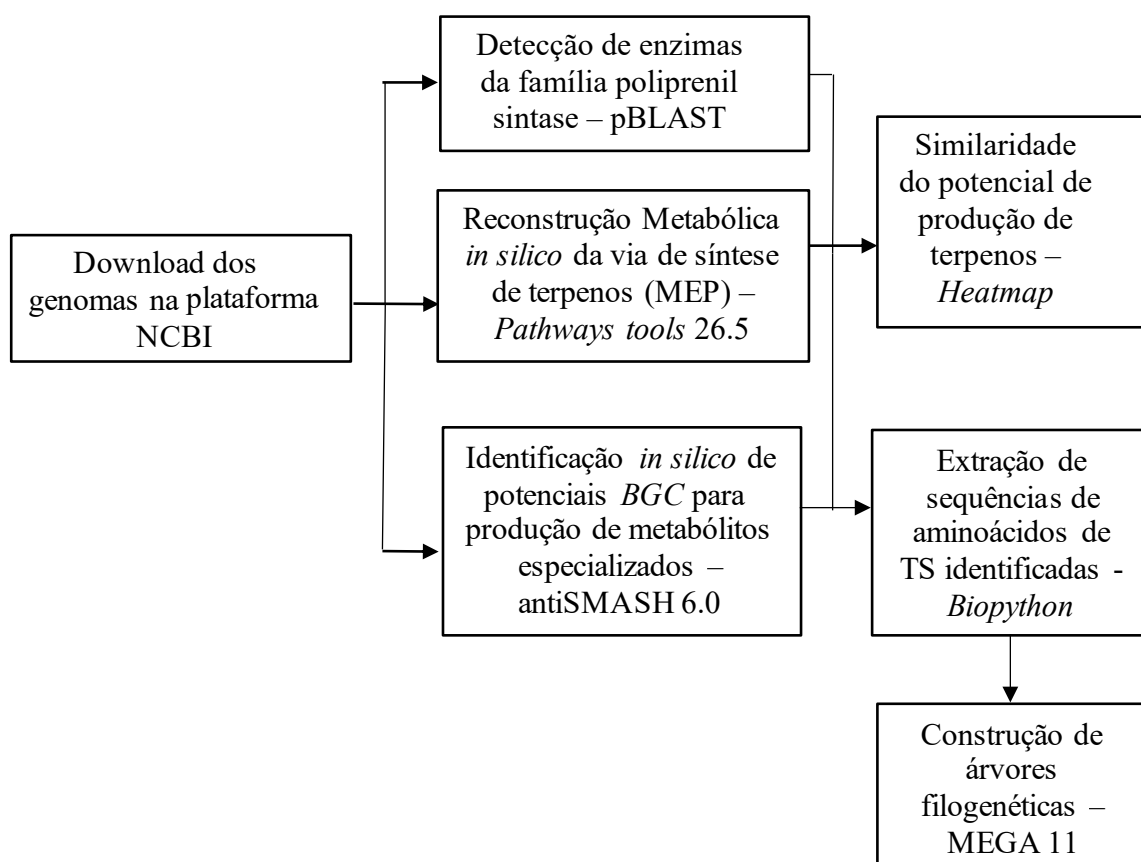 Download dos
genomas na plataforma
NCBI
Detecção de enzimas
da família poliprenil
sintase – pBLAST
Reconstrução Metabólica
in silico da via de síntese
de terpenos (MEP) –
Pathways tools 26.5
Identificação in silico de
potenciais BGC para
produção de metabólitos
especializados –
antiSMASH 6.0
Similaridade
do potencial de
produção de
terpenos –
Heatmap
Extração de
sequências de
aminoácidos de
TS identificadas -
Biopython
Construção de
árvores
filogenéticas –
MEGA 11